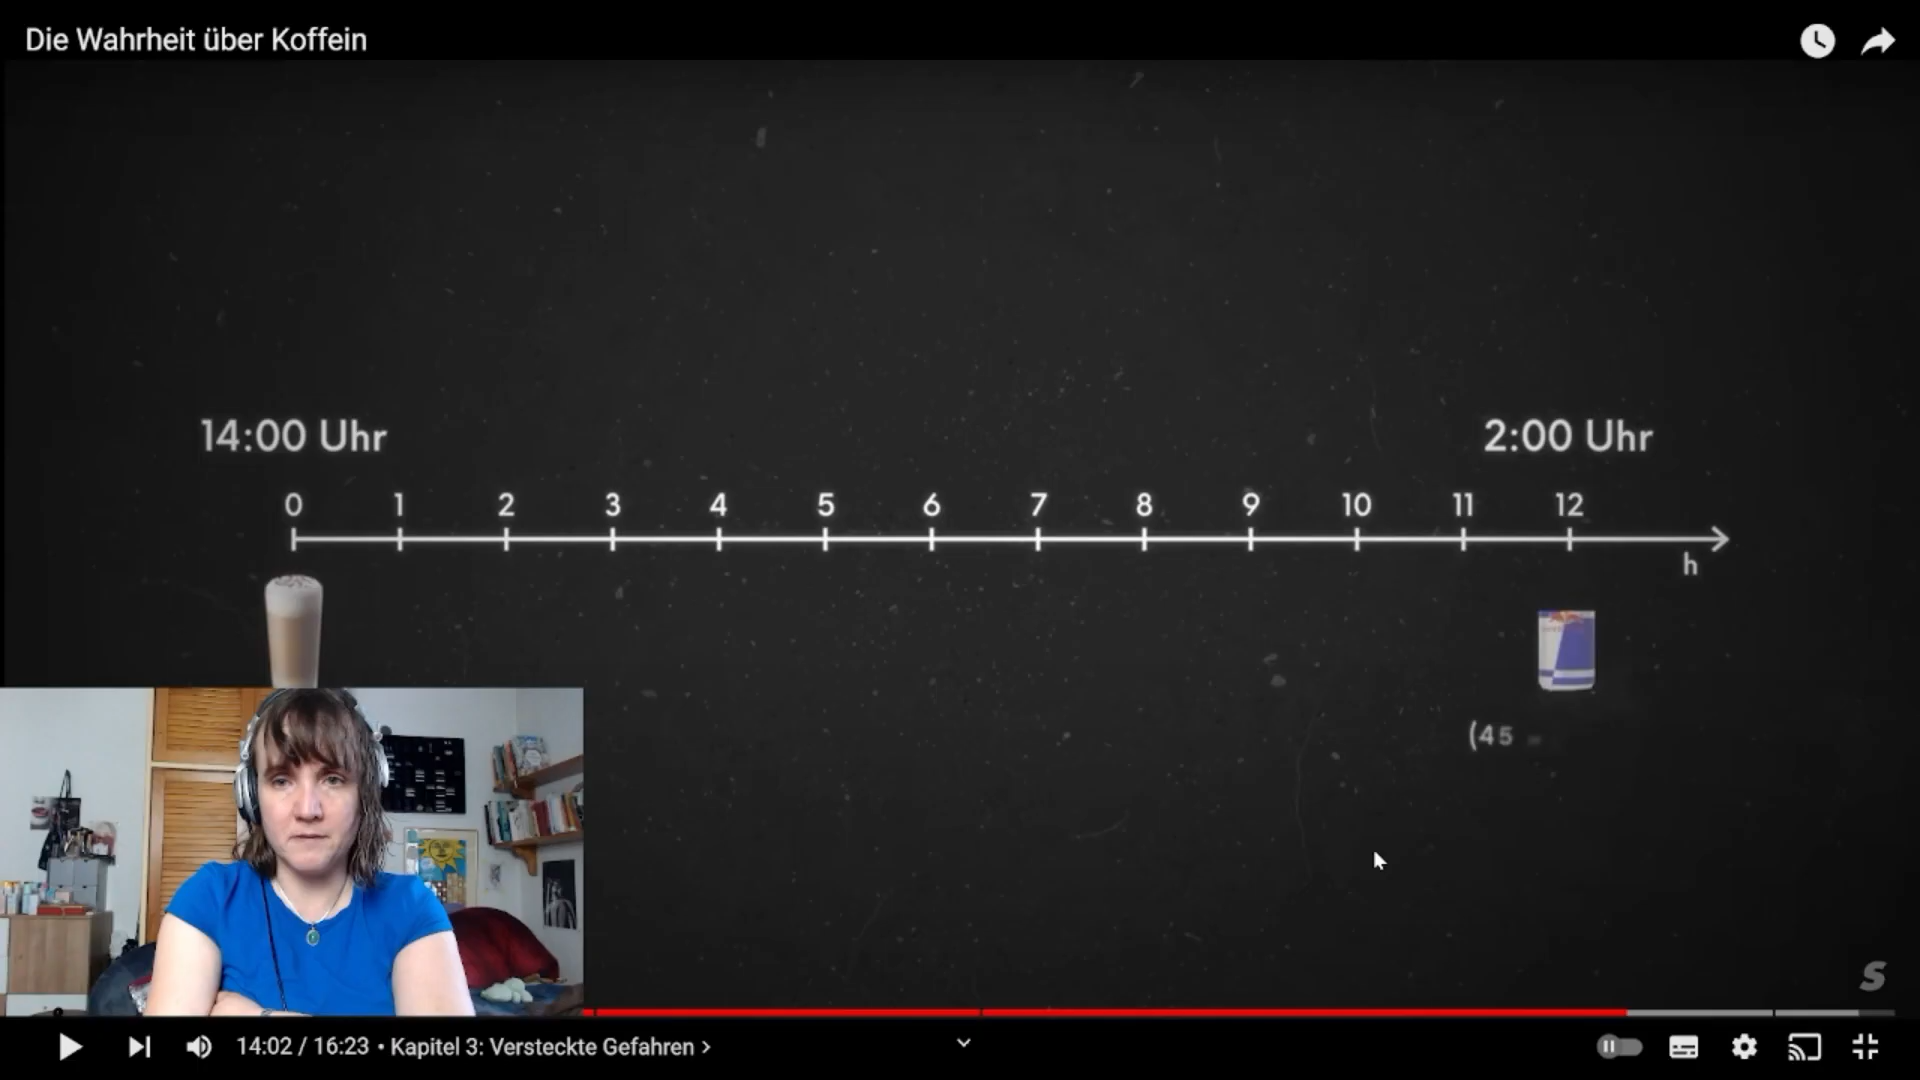 Die Wahrheit über Koffein
14:00 Uhr
2:00 Uhr
0 1 2 3 4 5 6 7 8 9 10 11 12
h
(45
S
14:02 / 16:23 • Kapitel 3: Versteckte Gefahren >